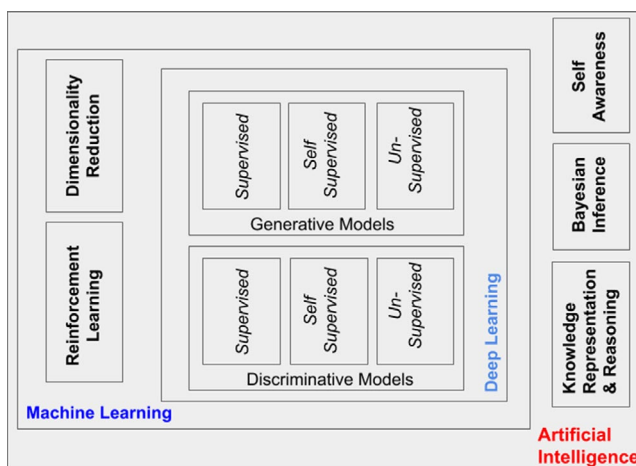 Dimensionality
Reduction
Reinforcement
Learning
Supervised
Self
Supervised
Un-
Supervised
Generative Models
Supervised
Self
Supervised
Un-
Supervised
Discriminative Models
Deep Learning
Machine Learning
Self
Awareness
Bayesian
Inference
Knowledge
Representation
& Reasoning
Artificial
Intelligence